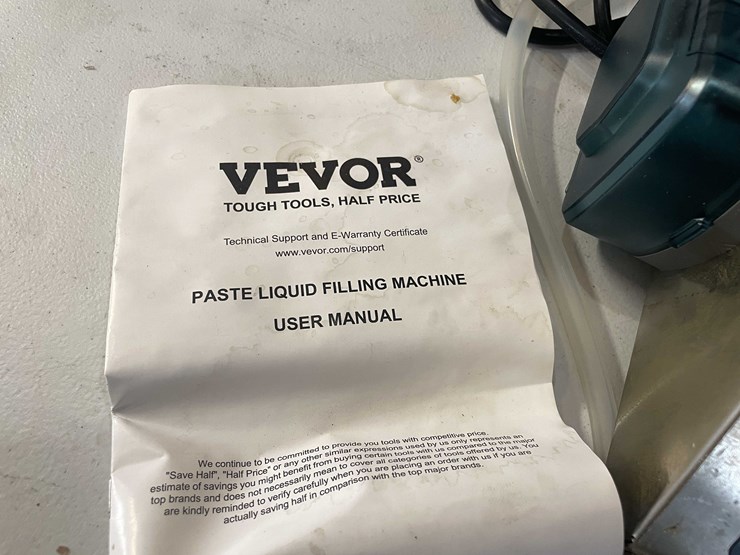 VEVOR®
TOUGH TOOLS, HALF PRICE
Technical Support and E-Warranty Certificate
www.vevor.com/support
PASTE LIQUID FILLING MACHINE
USER MANUAL
We continue to be committed to provide you tools with competitive price.
"Save Half", "Half Price" or any other similar expressions used by us only represents an
estimate of savings you might benefit from buying certain tools with us compared to the major
top brands and does not necessarily mean to cover all categories of tools offered by us. You
are kindly reminded to verify carefully when you are placing an order with us if you are
actually saving half in comparison with the top major brands.